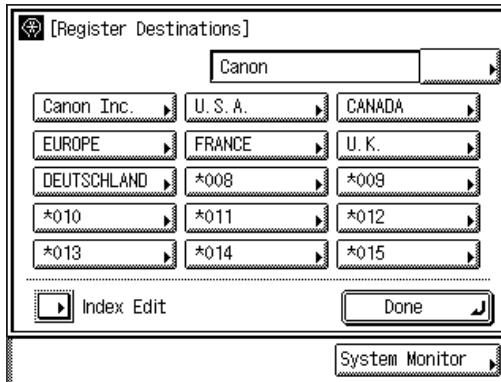 [Register Destinations]
Canon
Canon Inc. U.S.A. CANADA
EUROPE FRANCE U.K.
DEUTSCHLAND *008 *009
*010 *011 *012
*013 *014 *015
Index Edit Done
System Monitor